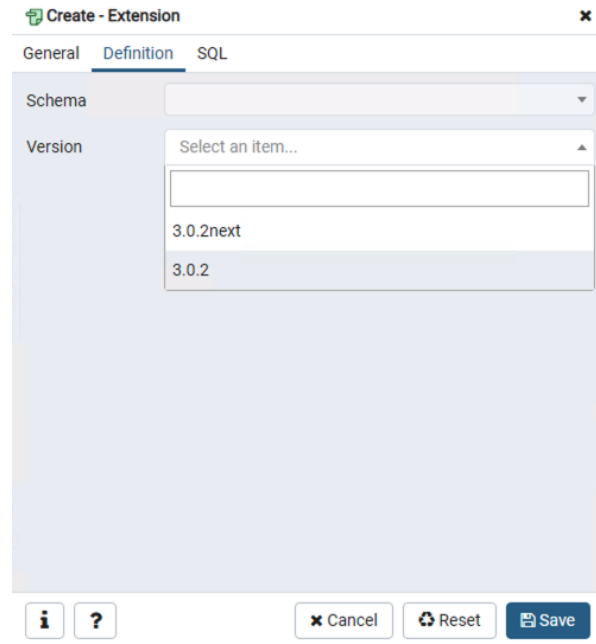 Create - Extension
General Definition SQL
Schema
Version Select an item...
3.0.2next
3.0.2
i ? Cancel Reset Save